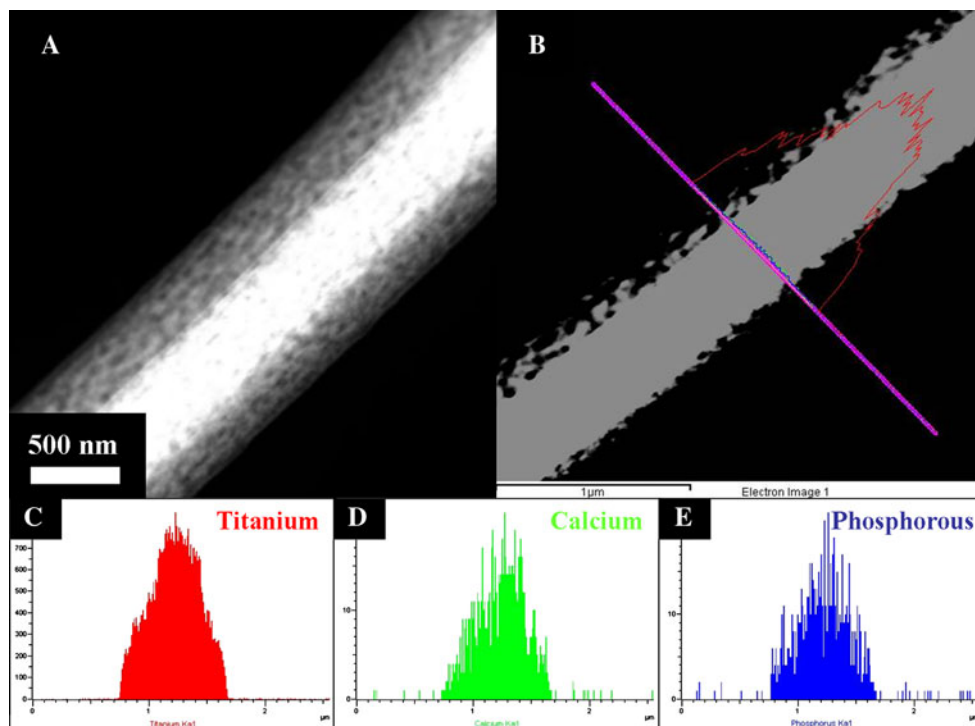 A
B
500 nm
1µm
Electron Image 1
C
Titanium
700
600
500
400
300
200
100
0
0
1
2
µm
Titanium Ka1
D
Calcium
10
0
0
1
2
µm
Calcium Ka1
E
Phosphorous
10
0
1
2
µm
Phosphorus Ka1